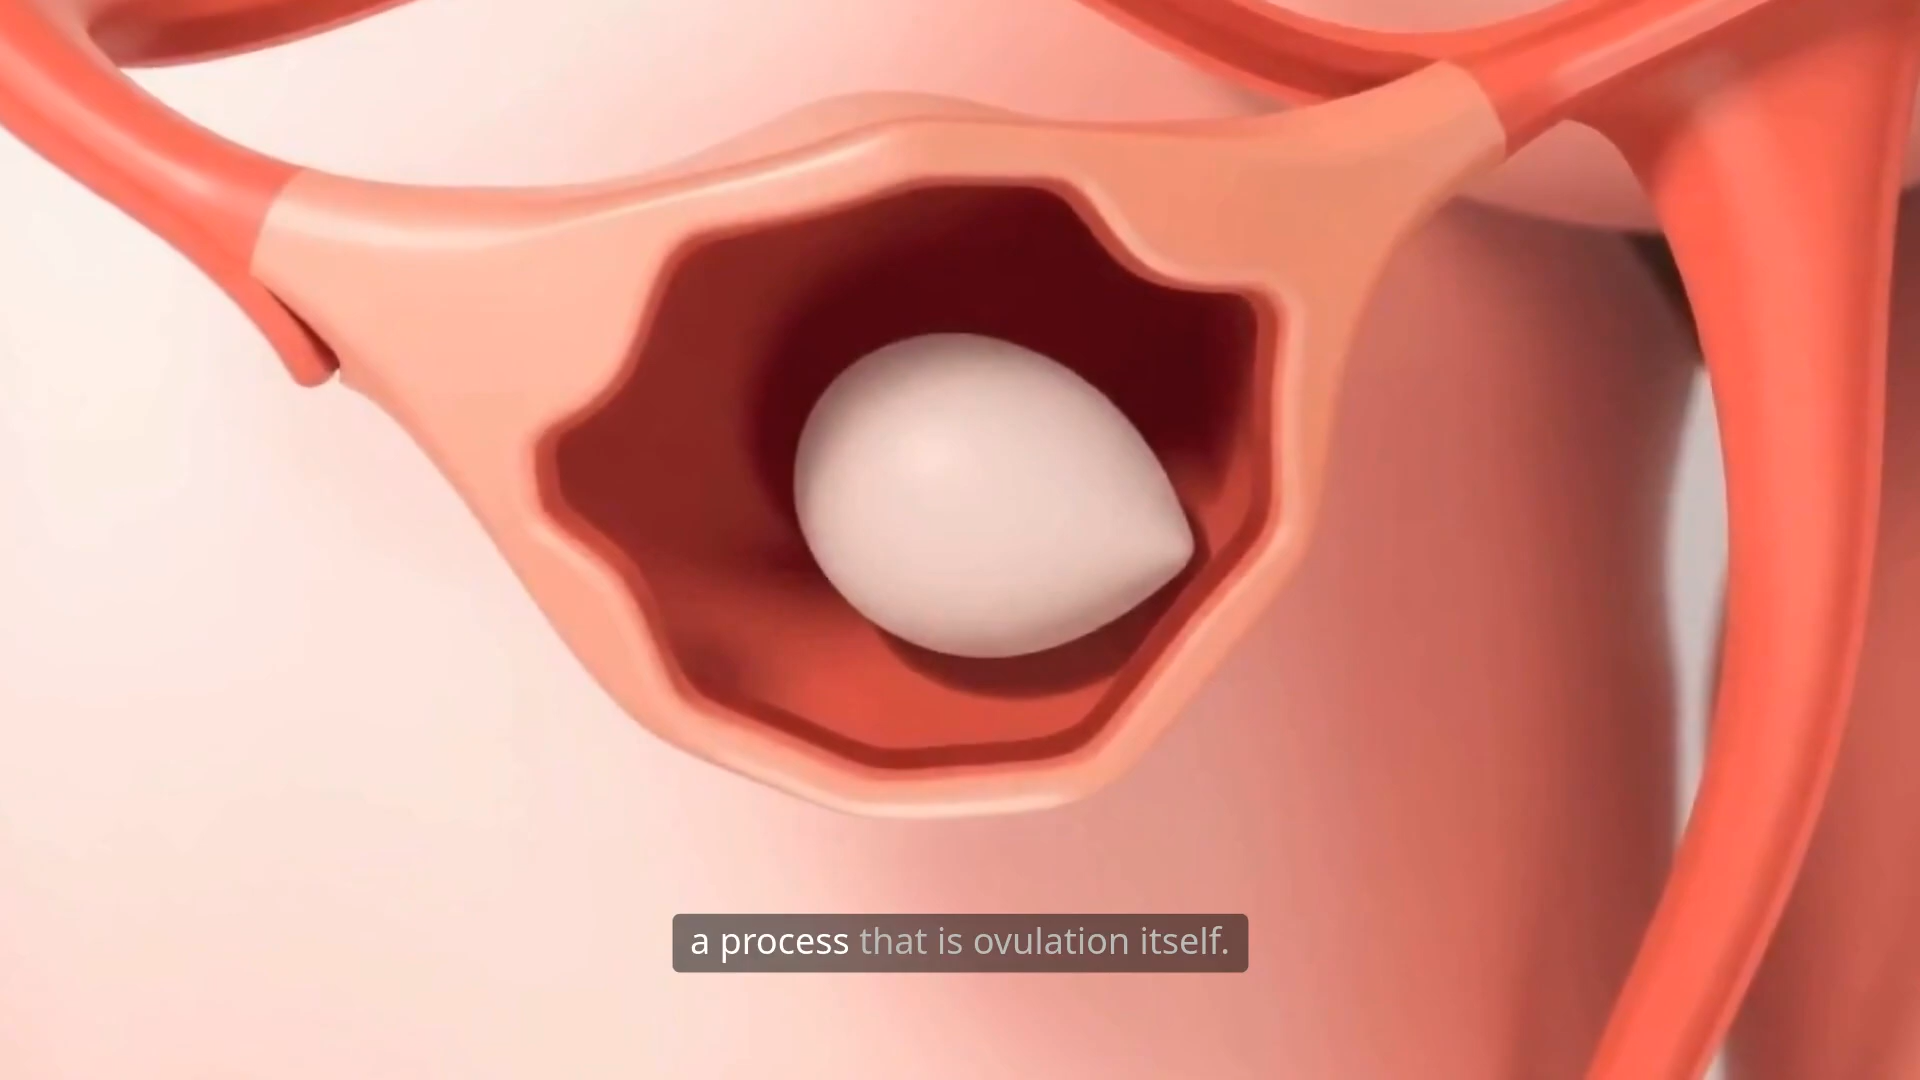 a process that is ovulation itself.